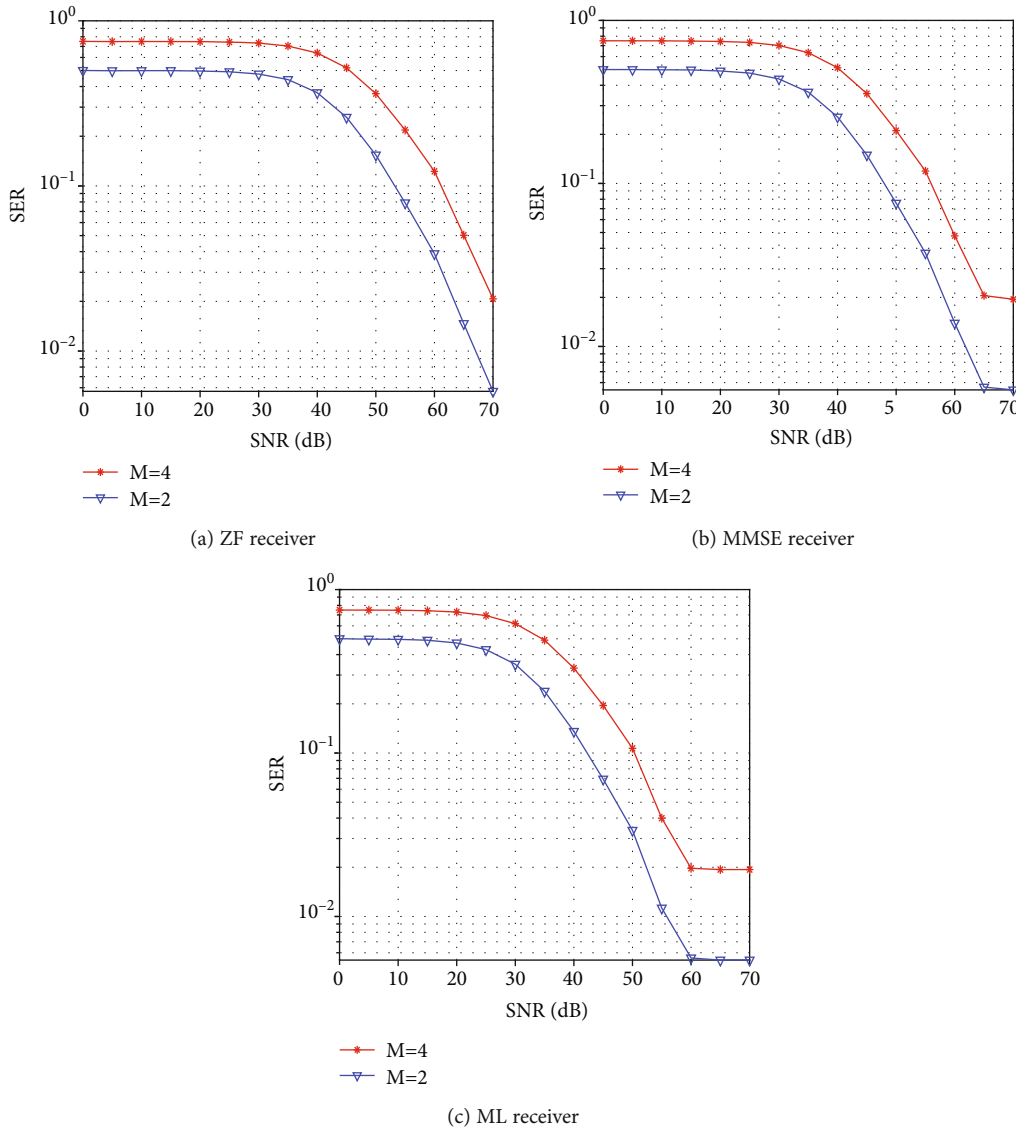 10^0
10^-1
10^-2
SER
0 10 20 30 40 50 60 70
SNR (dB)
M=4
M=2
(a) ZF receiver
10^0
10^-1
10^-2
SER
0 10 20 30 40 5 60 70
SNR (dB)
M=4
M=2
(b) MMSE receiver
10^0
10^-1
10^-2
SER
0 10 20 30 40 50 60 70
SNR (dB)
M=4
M=2
(c) ML receiver